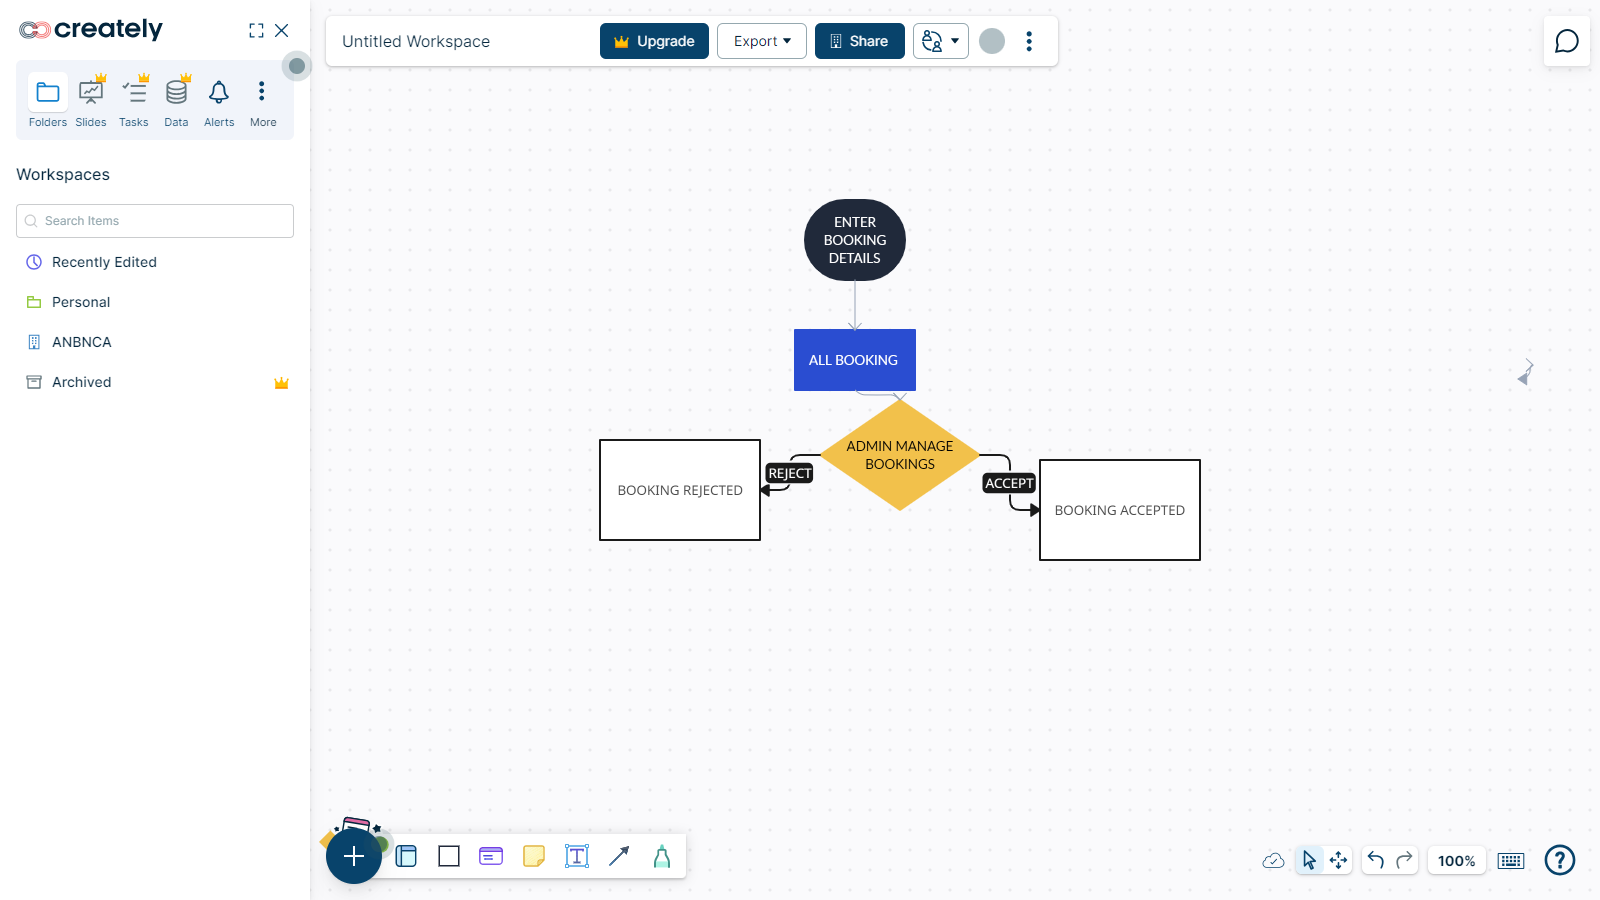 creately
Untitled Workspace
Upgrade
Export
Share
Folders
Slides
Tasks
Data
Alerts
More
Workspaces
Search Items
Recently Edited
Personal
ANBNCA
Archived
ENTER
BOOKING
DETAILS
ALL BOOKING
ADMIN MANAGE
BOOKINGS
REJECT
ACCEPT
BOOKING REJECTED
BOOKING ACCEPTED
T
100%
?